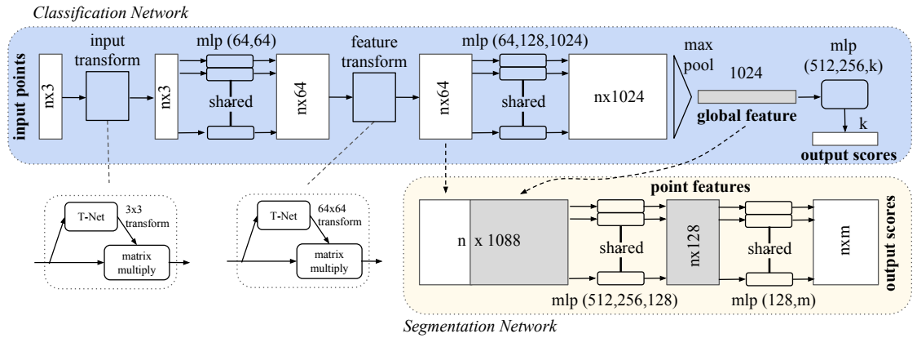 Classification Network
input points
nx3
input
transform
nx3
mlp (64,64)
shared
nx64
feature
transform
nx64
mlp (64,128,1024)
shared
nx1024
max
pool
1024
global feature
mlp
(512,256,k)
k
output scores
T-Net
3x3
transform
matrix
multiply
T-Net
64x64
transform
matrix
multiply
point features
n x 1088
shared
mlp (512,256,128)
nx128
shared
mlp (128,m)
nxm
output scores
Segmentation Network